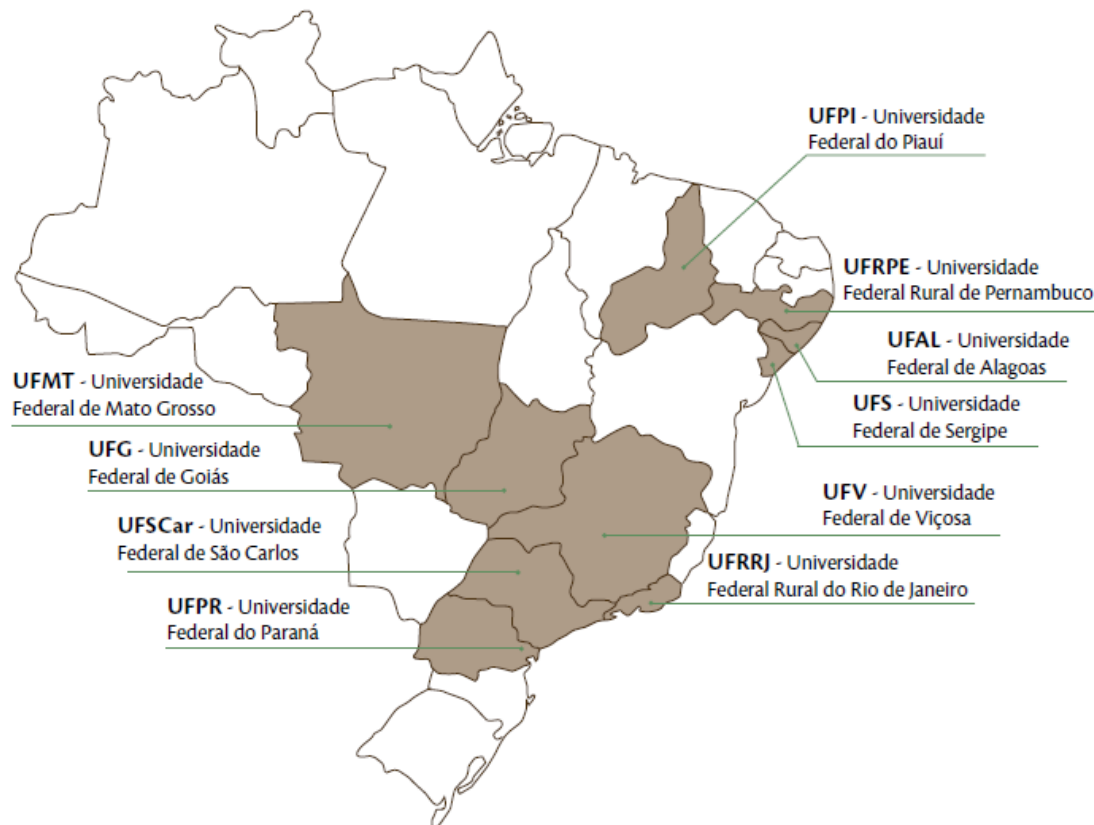 UFPI - Universidade
Federal do Piauí
UFRPE - Universidade
Federal Rural de Pernambuco
UFAL - Universidade
Federal de Alagoas
UFMT - Universidade
Federal de Mato Grosso
UFS - Universidade
Federal de Sergipe
UFG - Universidade
Federal de Goiás
UFV - Universidade
Federal de Viçosa
UFSCar - Universidade
Federal de São Carlos
UFRRJ - Universidade
Federal Rural do Rio de Janeiro
UFPR - Universidade
Federal do Paraná